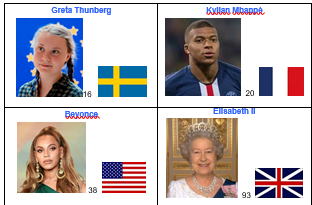 Greta Thunberg
Kylian Mbappé
16
20
Beyonce
Elisabeth II
38
93